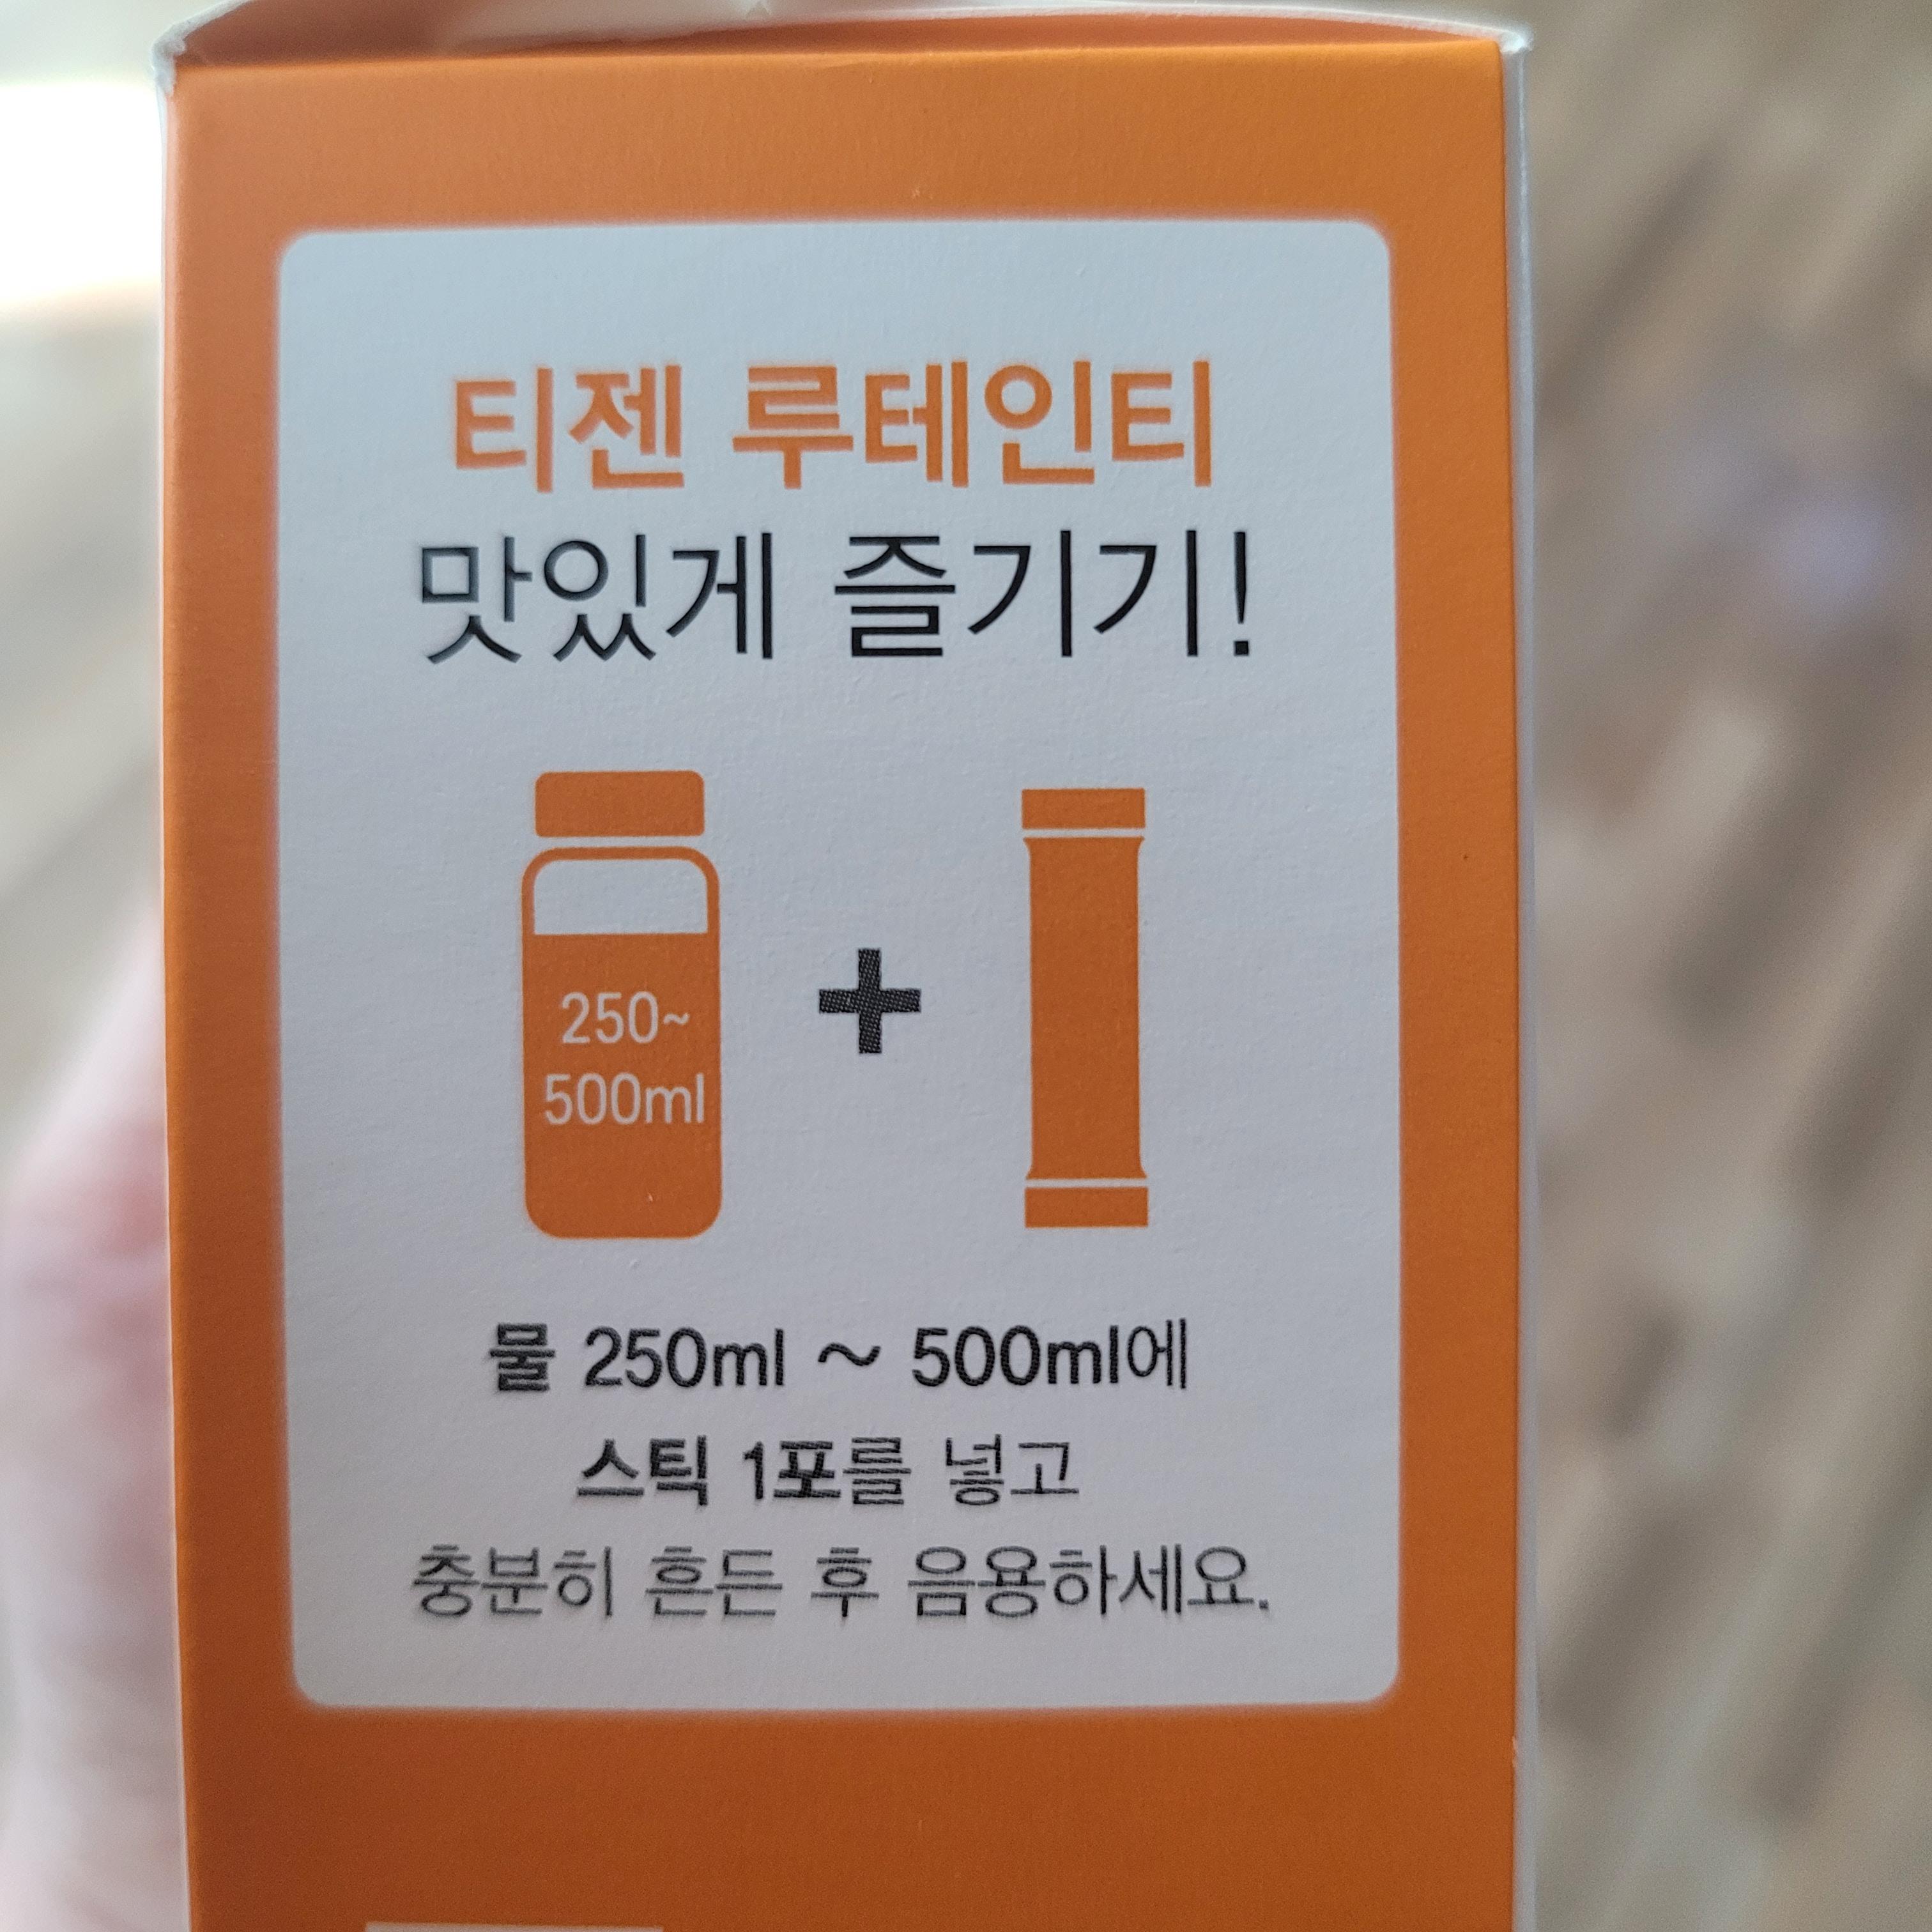 티젠 루테인티
맛있게 즐기기!
250~
500ml
+
물 250ml ~ 500ml에
스틱 1포를 넣고
충분히 흔든 후 음용하세요.